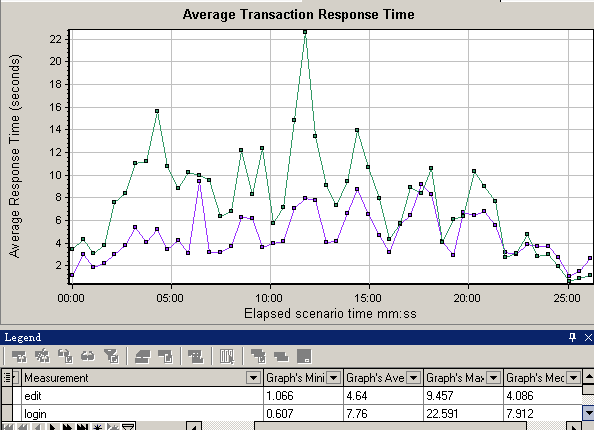 Average Transaction Response Time
Average Response Time (seconds)
22
20
18
16
14
12
10
8
6
4
2
00:00 05:00 10:00 15:00 20:00 25:00
Elapsed scenario time mm:ss
Legend
Measurement Graph's Mini Graph's Ave Graph's Max Graph's Med
edit 1.066 4.64 9.457 4.086
login 0.607 7.76 22.591 7.912